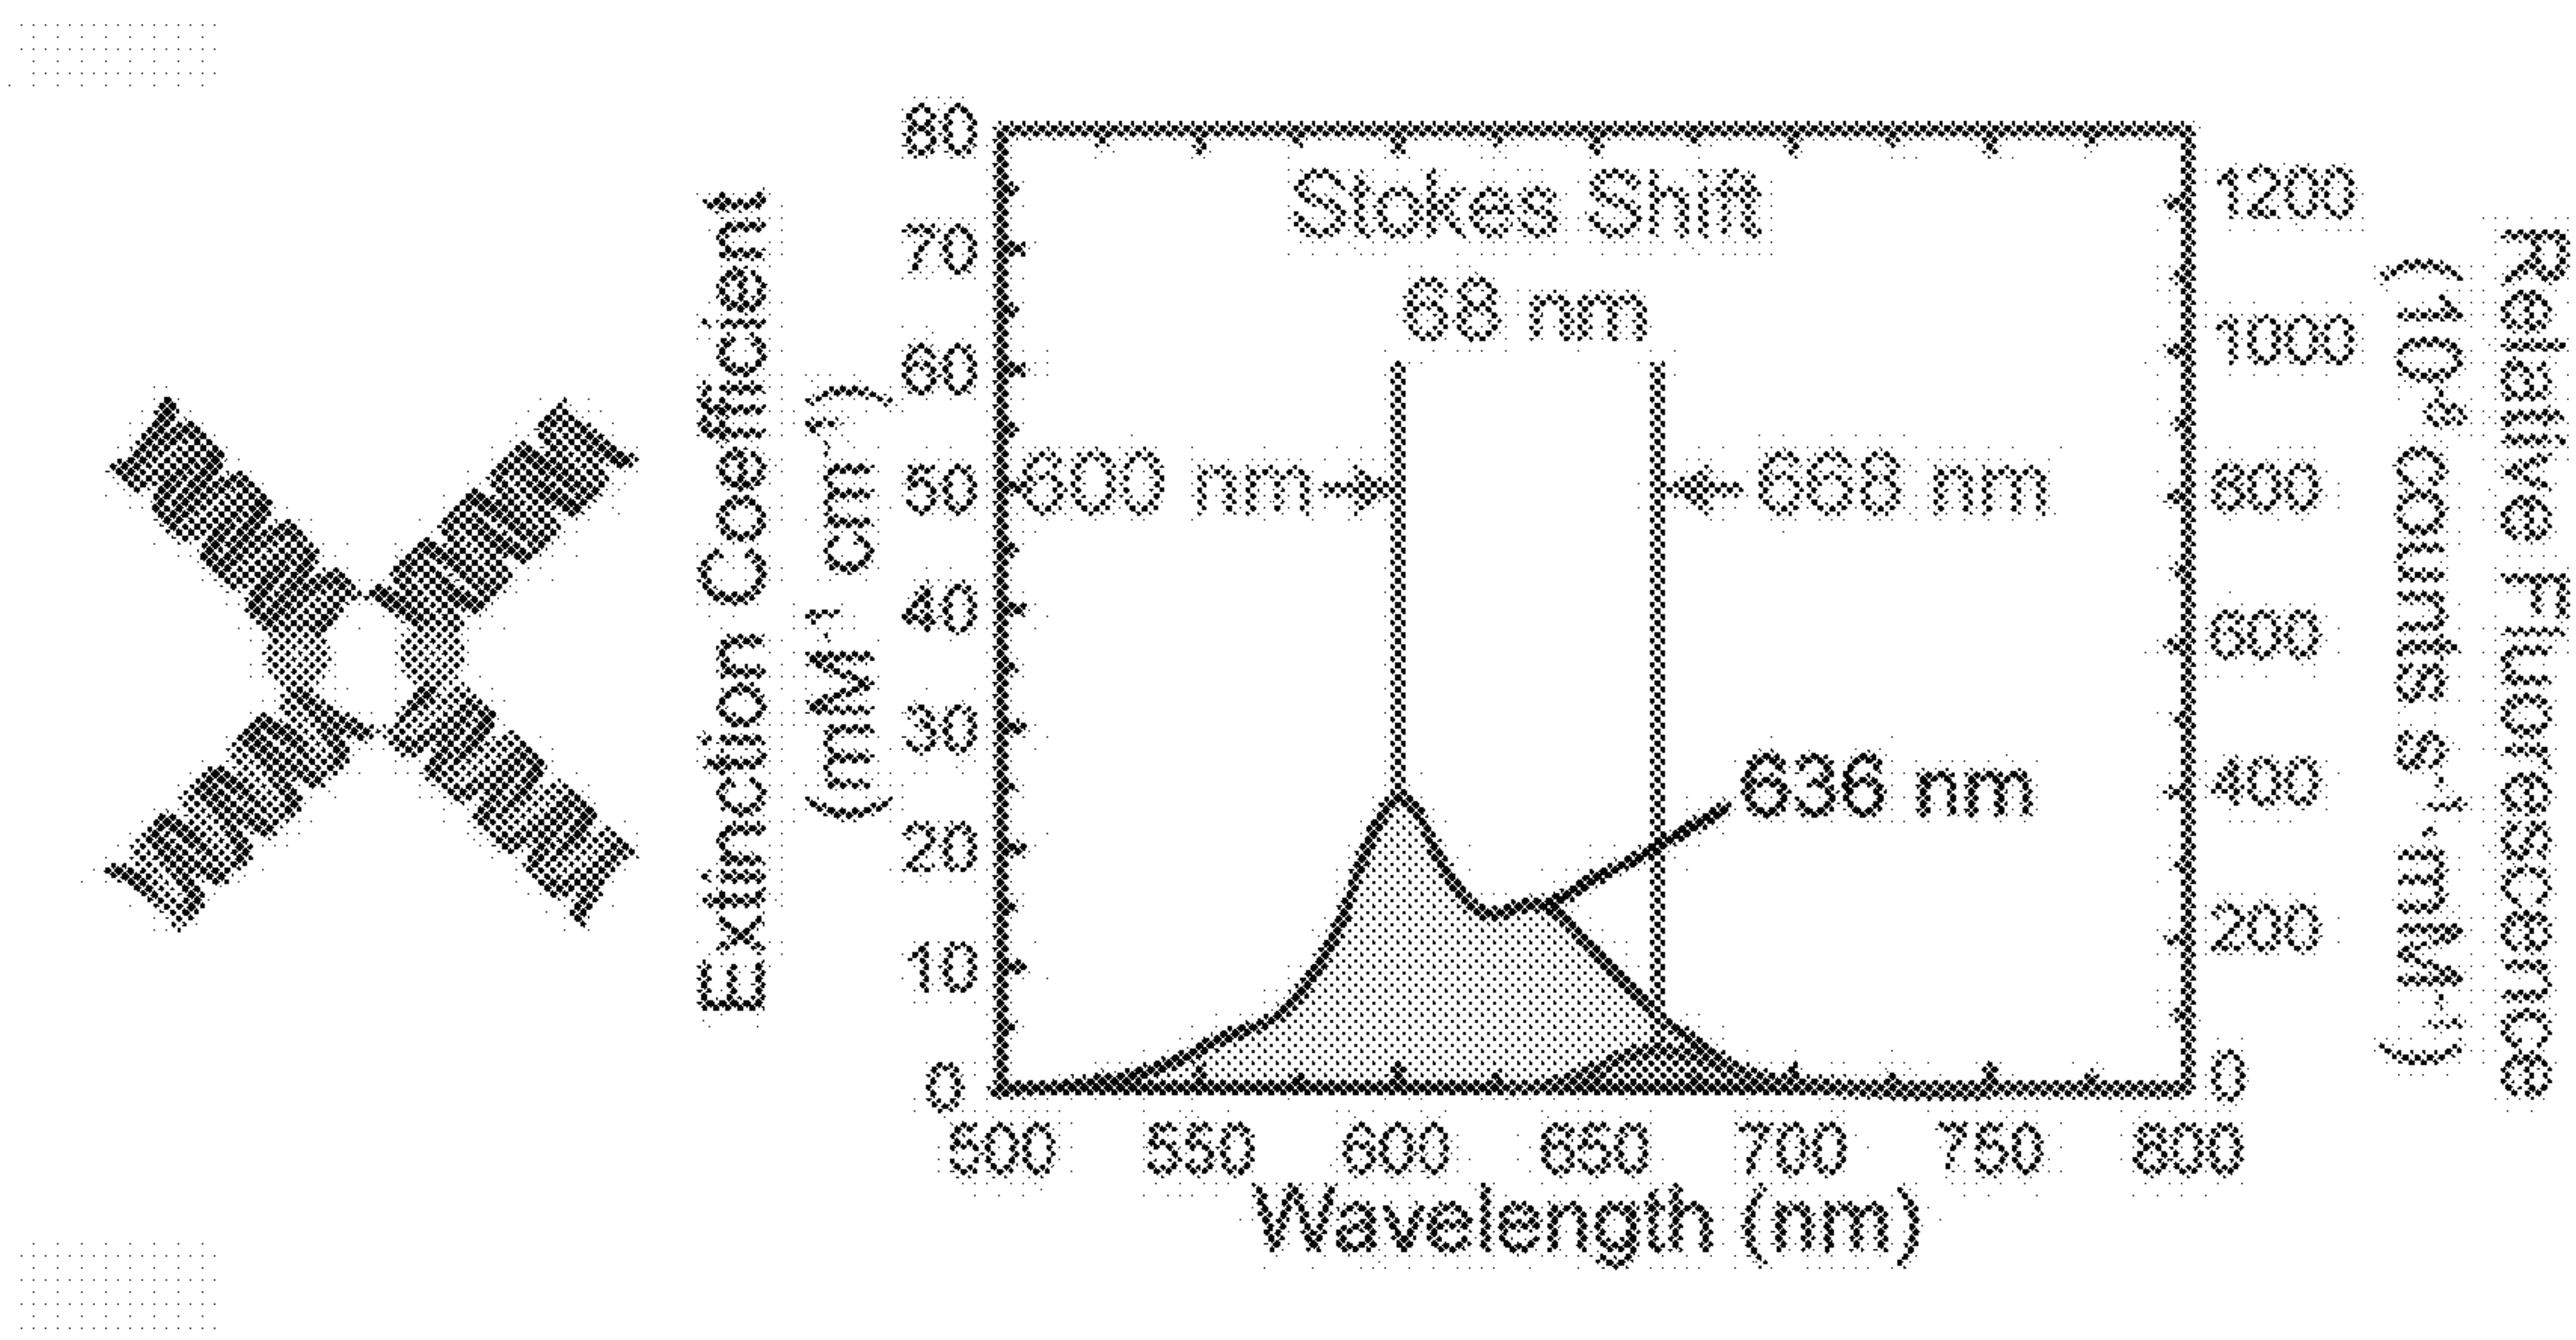 Extinction Coefficient
(mM⁻¹ cm⁻¹)
80
70
60
50
40
30
20
10
0
Stokes Shift
68 nm
600 nm
668 nm
636 nm
1200
1000
800
600
400
200
0
Relative Fluorescence
(10⁻⁶ counts s⁻¹ mM⁻¹)
500 550 600 650 700 750 800
Wavelength (nm)